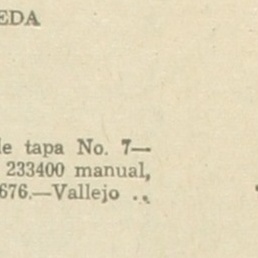 EDA
le tapa No. 7—
233400 manual,
676.—Vallejo ..